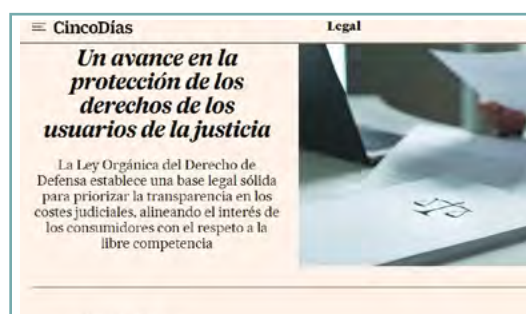 CincoDías
Legal
Un avance en la
protección de los
derechos de los
usuarios de la justicia
La Ley Orgánica del Derecho de
Defensa establece una base legal sólida
para priorizar la transparencia en los
costes judiciales, alineando el interés de
los consumidores con el respeto a la
libre competencia